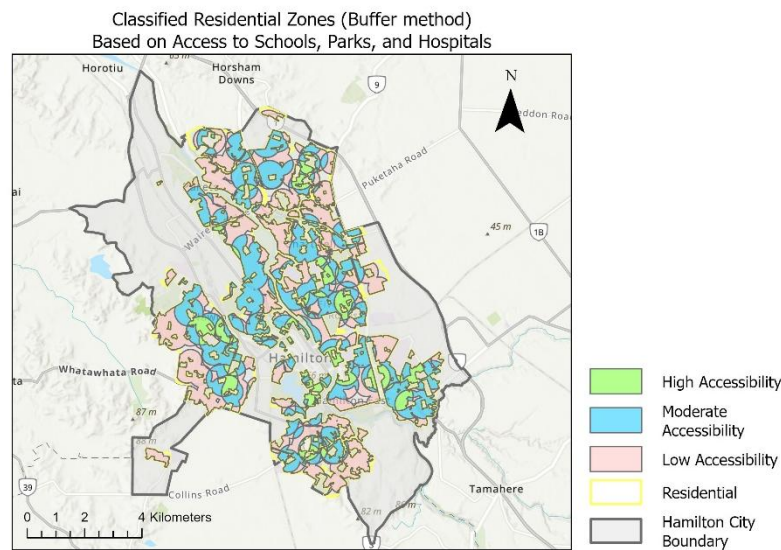 Classified Residential Zones (Buffer method)
Based on Access to Schools, Parks, and Hospitals
Horotiu
63 m
Horsham
Downs
9
N
Puketaha Road
45 m
1B
Hamilton
Whatawhata Road
87 m
88 m
39
Collins Road
82 m
Tamahere
0 1 2 4 Kilometers
High Accessibility
Moderate
Accessibility
Low Accessibility
Residential
Hamilton City
Boundary